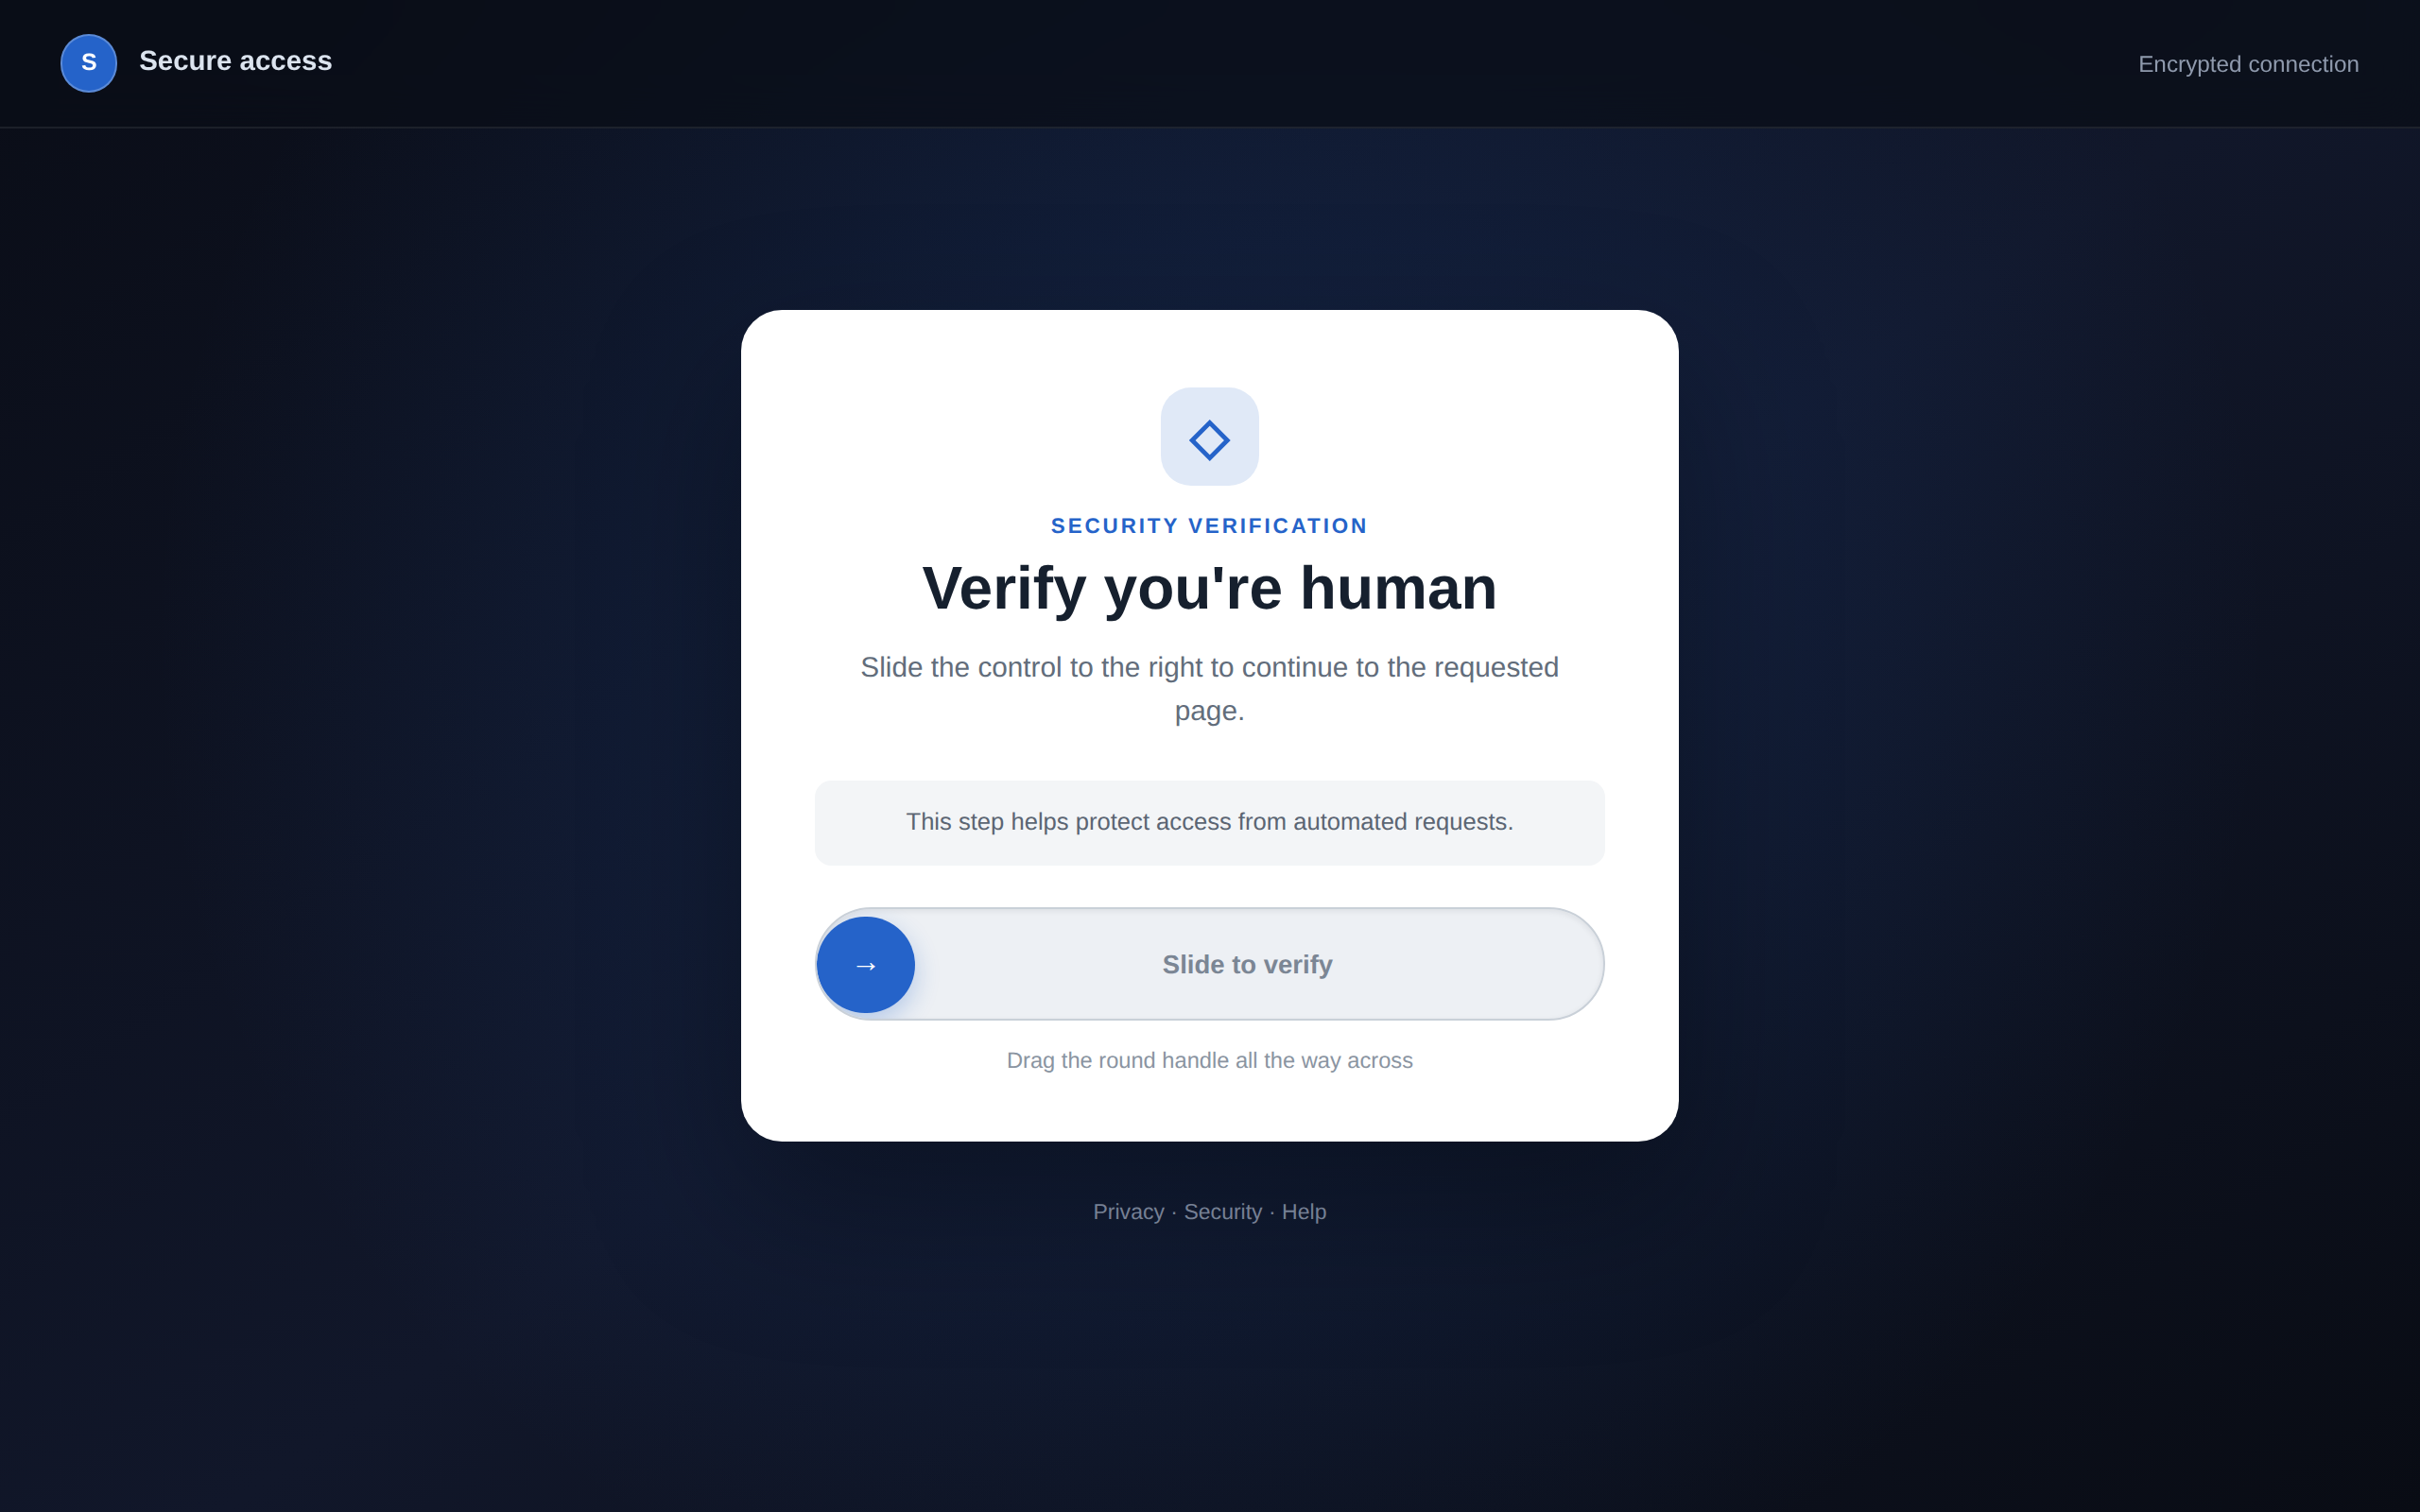 S
Secure access
Encrypted connection
SECURITY VERIFICATION
Verify you're human
Slide the control to the right to continue to the requested
page.
This step helps protect access from automated requests.
→
Slide to verify
Drag the round handle all the way across
Privacy · Security · Help